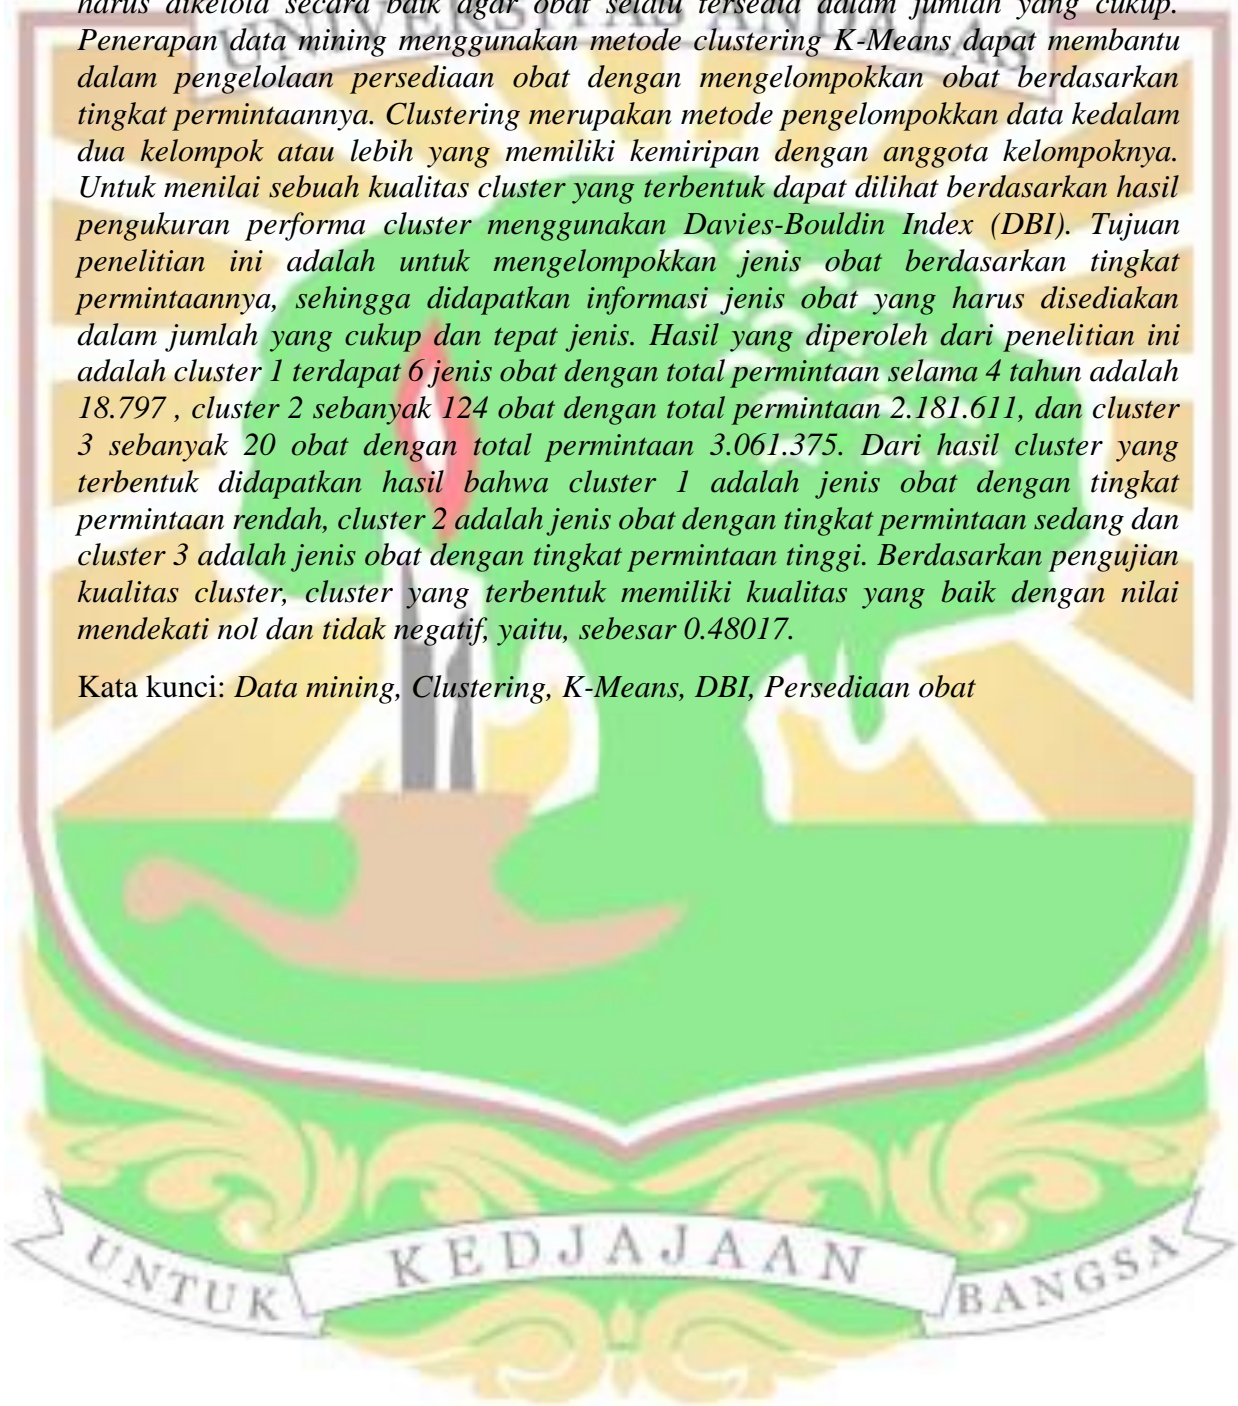 harus dikelola secara baik agar obat selalu tersedia dalam jumlah yang cukup.
UNIVERSITAS ANDALAS
Penerapan data mining menggunakan metode clustering K-Means dapat membantu
dalam pengelolaan persediaan obat dengan mengelompokkan obat berdasarkan
tingkat permintaannya. Clustering merupakan metode pengelompokkan data kedalam
dua kelompok atau lebih yang memiliki kemiripan dengan anggota kelompoknya.
Untuk menilai sebuah kualitas cluster yang terbentuk dapat dilihat berdasarkan hasil
pengukuran performa cluster menggunakan Davies-Bouldin Index (DBI). Tujuan
penelitian ini adalah untuk mengelompokkan jenis obat berdasarkan tingkat
permintaannya, sehingga didapatkan informasi jenis obat yang harus disediakan
dalam jumlah yang cukup dan tepat jenis. Hasil yang diperoleh dari penelitian ini
adalah cluster 1 terdapat 6 jenis obat dengan total permintaan selama 4 tahun adalah
18.797 , cluster 2 sebanyak 124 obat dengan total permintaan 2.181.611, dan cluster
3 sebanyak 20 obat dengan total permintaan 3.061.375. Dari hasil cluster yang
terbentuk didapatkan hasil bahwa cluster 1 adalah jenis obat dengan tingkat
permintaan rendah, cluster 2 adalah jenis obat dengan tingkat permintaan sedang dan
cluster 3 adalah jenis obat dengan tingkat permintaan tinggi. Berdasarkan pengujian
kualitas cluster, cluster yang terbentuk memiliki kualitas yang baik dengan nilai
mendekati nol dan tidak negatif, yaitu, sebesar 0.48017.
Kata kunci: Data mining, Clustering, K-Means, DBI, Persediaan obat
UNTUK KEDJAJAAN BANGSA